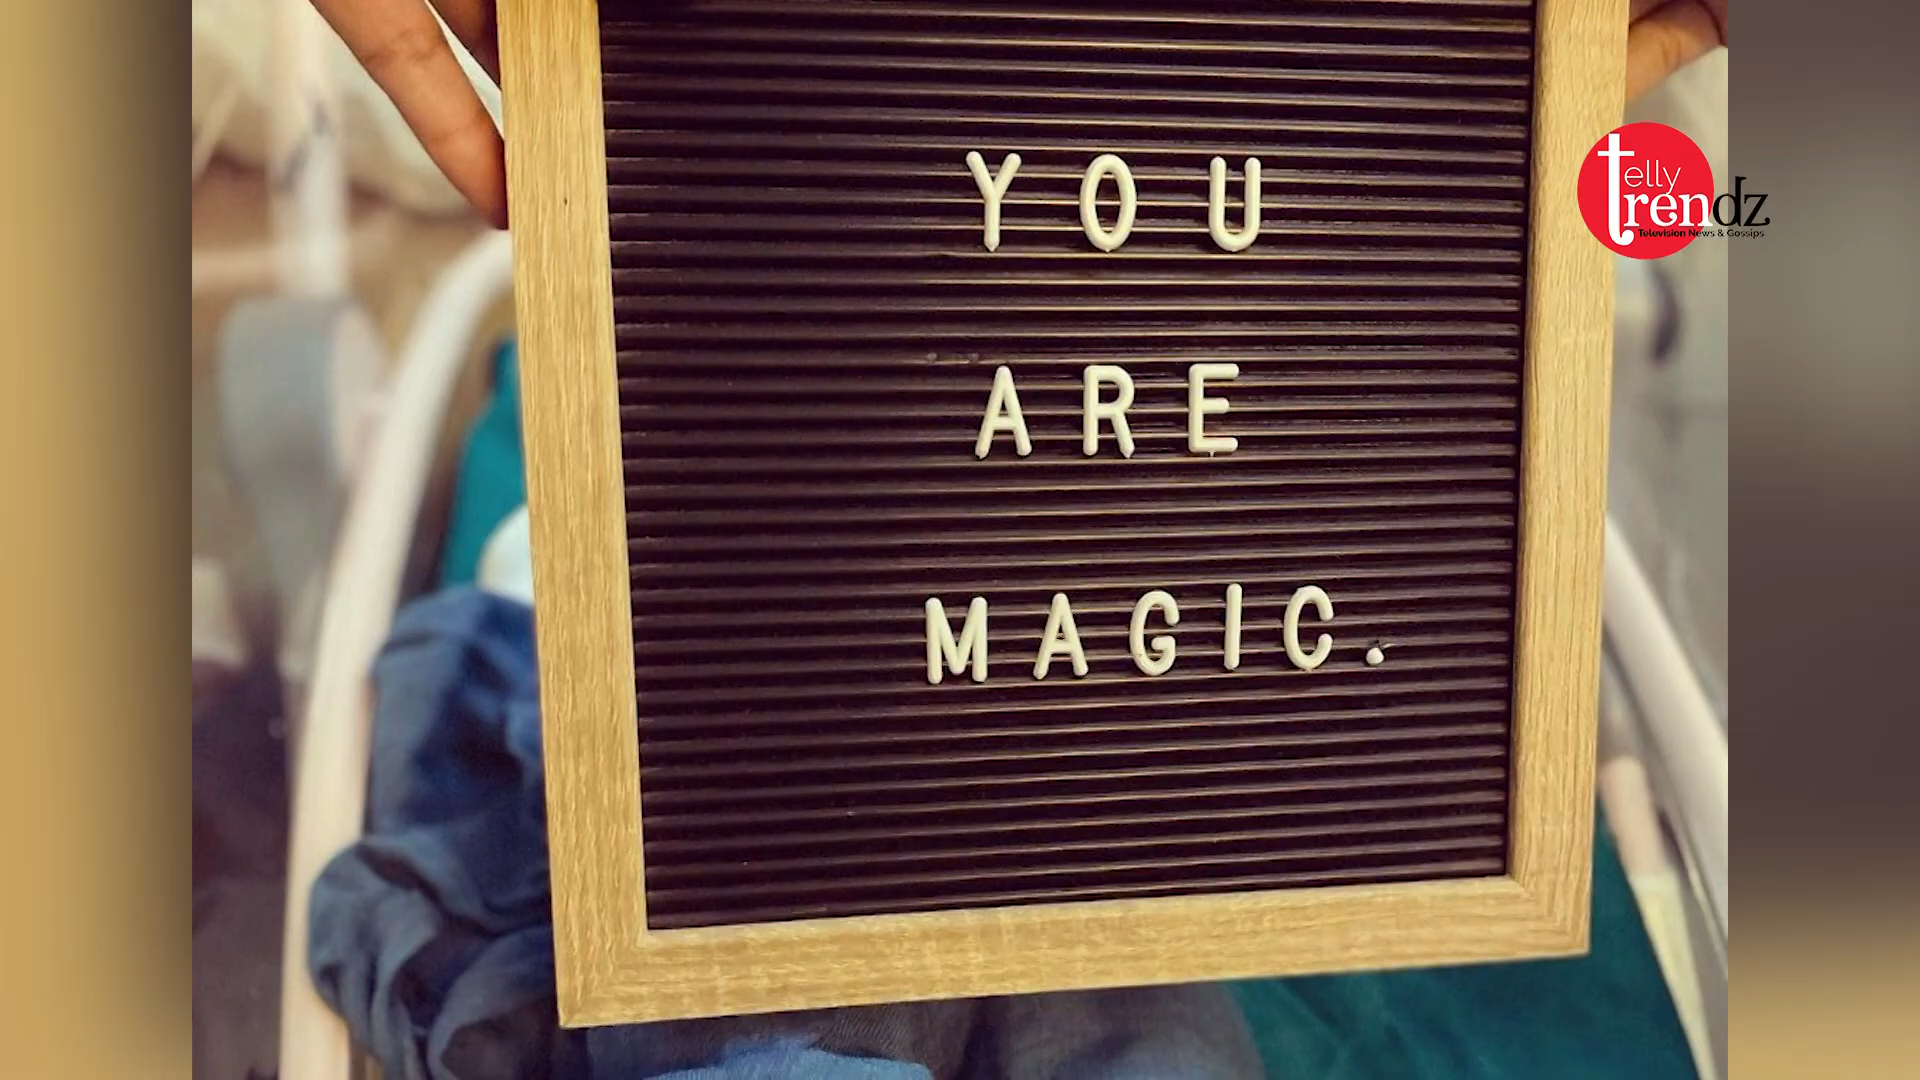 YOU
ARE
MAGIC.
telly
trendz
Television News & Gossips